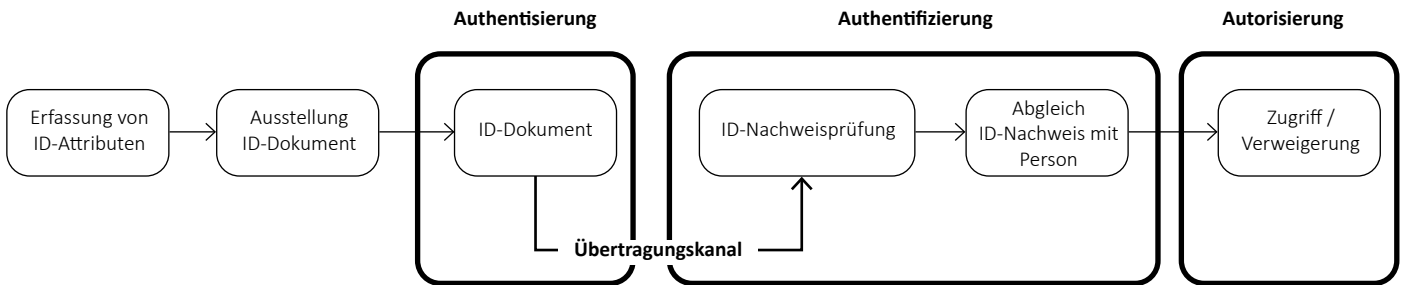 Authentisierung
Authentifizierung
Autorisierung
Erfassung von
ID-Attributen
Ausstellung
ID-Dokument
ID-Dokument
ID-Nachweisprüfung
Abgleich
ID-Nachweis mit
Person
Zugriff /
Verweigerung
Übertragungskanal